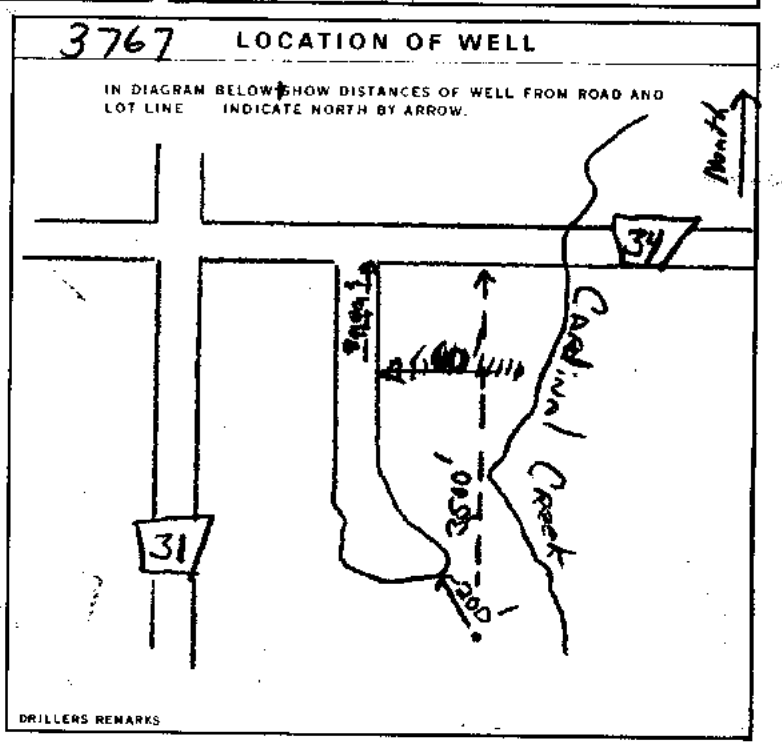 3767 LOCATION OF WELL
IN DIAGRAM BELOW SHOW DISTANCES OF WELL FROM ROAD AND
LOT LINE INDICATE NORTH BY ARROW.
North
34
Cardinal Creek
31
200'
DRILLERS REMARKS